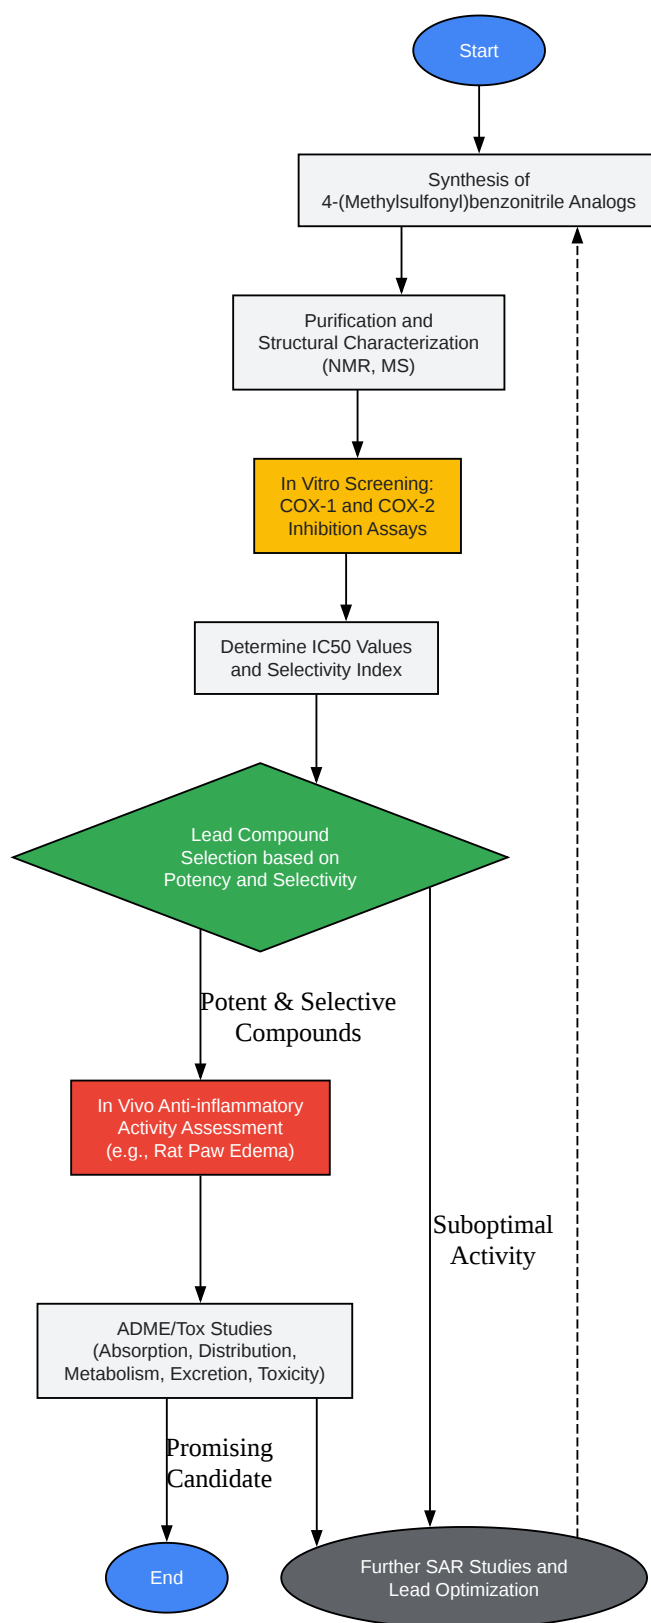 Start
Synthesis of
4-(Methylsulfonyl)benzonitrile Analogs
Purification and
Structural Characterization
(NMR, MS)
In Vitro Screening:
COX-1 and COX-2
Inhibition Assays
Determine IC50 Values
and Selectivity Index
Lead Compound
Selection based on
Potency and Selectivity
Potent & Selective
Compounds
In Vivo Anti-inflammatory
Activity Assessment
(e.g., Rat Paw Edema)
Suboptimal
Activity
ADME/Tox Studies
(Absorption, Distribution,
Metabolism, Excretion, Toxicity)
Promising
Candidate
End
Further SAR Studies and
Lead Optimization